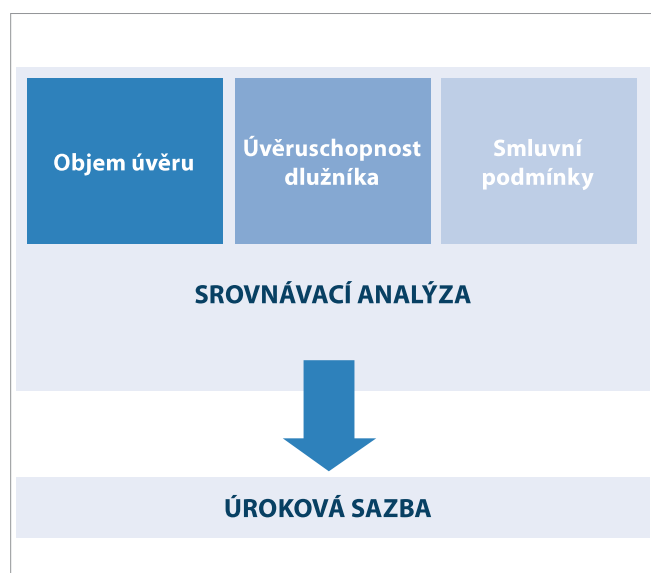 Objem úvěru
Úvěruschopnost
dlužníka
Smluvní
podmínky
SROVNÁVACÍ ANALÝZA
ÚROKOVÁ SAZBA